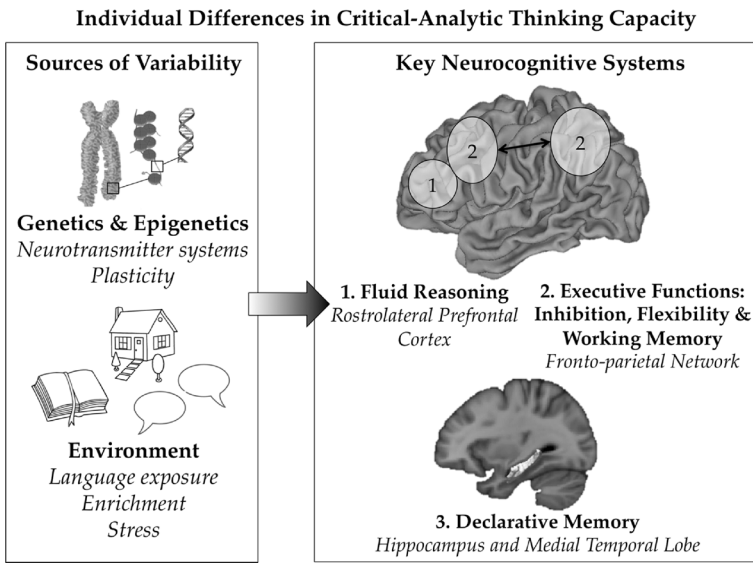 Individual Differences in Critical-Analytic Thinking Capacity
Sources of Variability
Genetics & Epigenetics
Neurotransmitter systems
Plasticity
Environment
Language exposure
Enrichment
Stress
Key Neurocognitive Systems
1
2
2
1. Fluid Reasoning
Rostrolateral Prefrontal
Cortex
2. Executive Functions:
Inhibition, Flexibility &
Working Memory
Fronto-parietal Network
3. Declarative Memory
Hippocampus and Medial Temporal Lobe